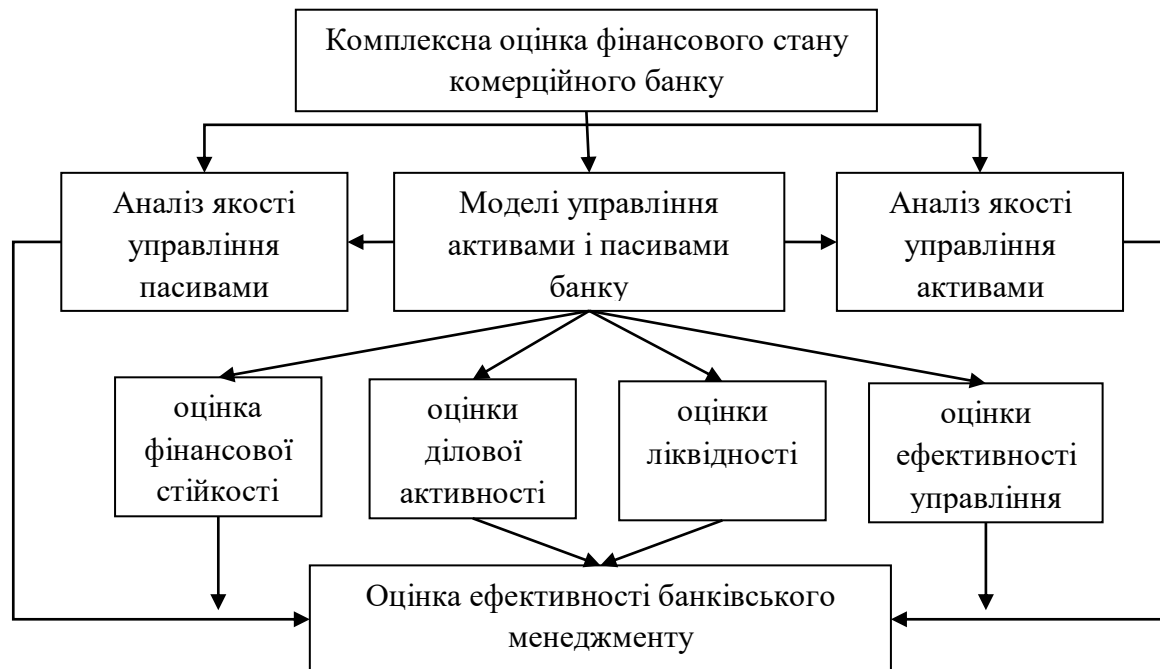 Комплексна оцінка фінансового стану
комерційного банку
Аналіз якості
управління
пасивами
Моделі управління
активами і пасивами
банку
Аналіз якості
управління
активами
оцінка
фінансової
стійкості
оцінки
ділової
активності
оцінки
ліквідності
оцінки
ефективності
управління
Оцінка ефективності банківського
менеджменту